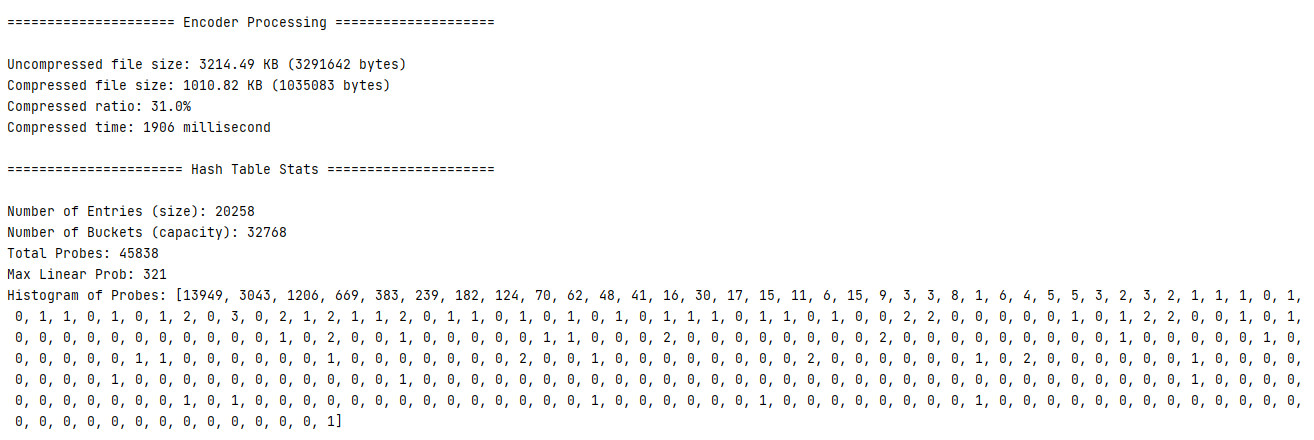 ===================== Encoder Processing ====================
Uncompressed file size: 3214.49 KB (3291642 bytes)
Compressed file size: 1010.82 KB (1035083 bytes)
Compressed ratio: 31.0%
Compressed time: 1906 millisecond
====================== Hash Table Stats =====================
Number of Entries (size): 20258
Number of Buckets (capacity): 32768
Total Probes: 45838
Max Linear Prob: 321
Histogram of Probes: [13949, 3043, 1206, 669, 383, 239, 182, 124, 70, 62, 48, 41, 16, 30, 17, 15, 11, 6, 15, 9, 3, 3, 8, 1, 6, 4, 5, 5, 3, 2, 3, 2, 1, 1, 1, 0, 1,
0, 1, 1, 0, 1, 0, 1, 2, 0, 3, 0, 2, 1, 2, 1, 1, 2, 0, 1, 1, 0, 1, 0, 1, 0, 1, 0, 1, 1, 1, 0, 1, 1, 0, 1, 0, 0, 2, 2, 0, 0, 0, 0, 0, 1, 0, 1, 2, 2, 0, 0, 1, 0, 1,
0, 0, 0, 0, 0, 0, 0, 0, 0, 0, 0, 1, 0, 2, 0, 0, 1, 0, 0, 0, 0, 0, 1, 1, 0, 0, 0, 2, 0, 0, 0, 0, 0, 0, 0, 0, 2, 0, 0, 0, 0, 0, 0, 0, 0, 0, 1, 0, 0, 0, 0, 0, 1, 0,
0, 0, 0, 0, 0, 1, 1, 0, 0, 0, 0, 0, 0, 1, 0, 0, 0, 0, 0, 0, 0, 2, 0, 0, 1, 0, 0, 0, 0, 0, 0, 0, 0, 2, 0, 0, 0, 0, 0, 0, 1, 0, 2, 0, 0, 0, 0, 0, 0, 1, 0, 0, 0, 0,
0, 0, 0, 0, 1, 0, 0, 0, 0, 0, 0, 0, 0, 0, 0, 0, 1, 0, 0, 0, 0, 0, 0, 0, 0, 0, 0, 0, 0, 0, 0, 0, 0, 0, 0, 0, 0, 0, 0, 0, 0, 0, 0, 0, 0, 0, 0, 0, 0, 1, 0, 0, 0, 0,
0, 0, 0, 0, 0, 0, 0, 1, 0, 1, 0, 0, 0, 0, 0, 0, 0, 0, 0, 0, 0, 0, 0, 0, 1, 0, 0, 0, 0, 0, 0, 1, 0, 0, 0, 0, 0, 0, 0, 0, 1, 0, 0, 0, 0, 0, 0, 0, 0, 0, 0, 0, 0, 0,
0, 0, 0, 0, 0, 0, 0, 0, 0, 0, 0, 0, 0, 1]